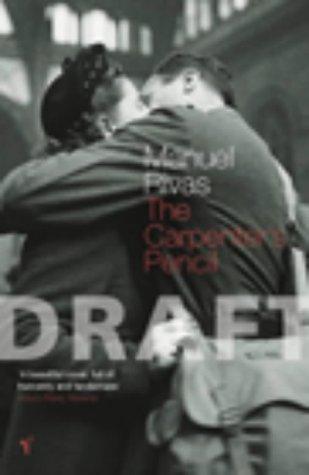 Manuel
Rivas
The
Carpenter's
Pencil
DRAFT
'A beautiful novel, full of
humanity and tenderness'